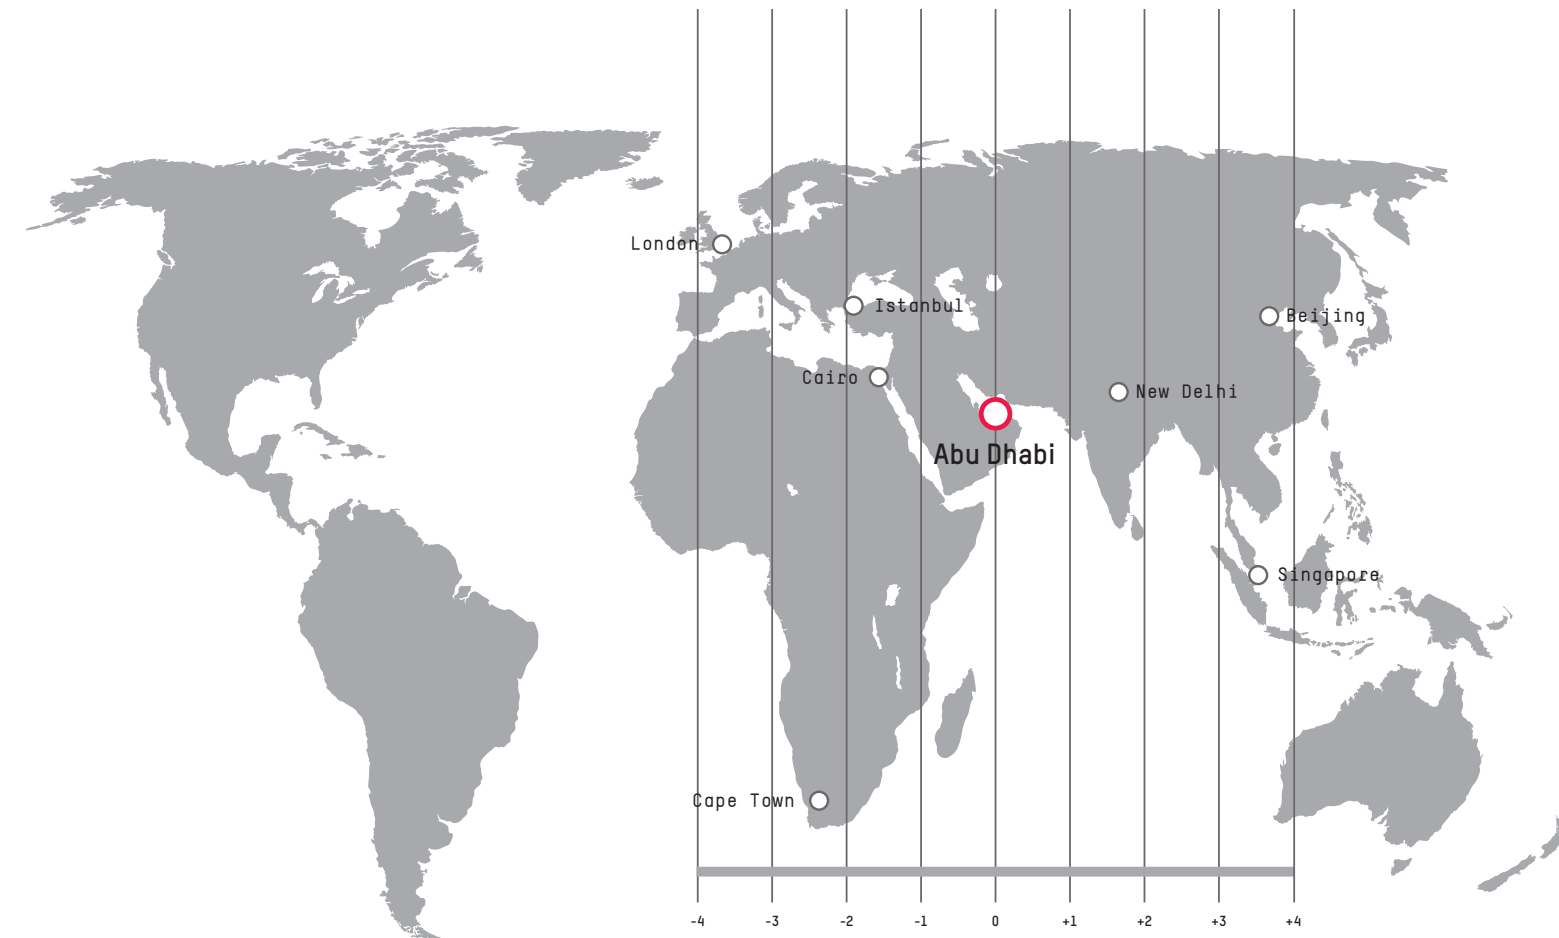 London
Istanbul
Beijing
Cairo
New Delhi
Abu Dhabi
Singapore
Cape Town
-4 -3 -2 -1 0 +1 +2 +3 +4